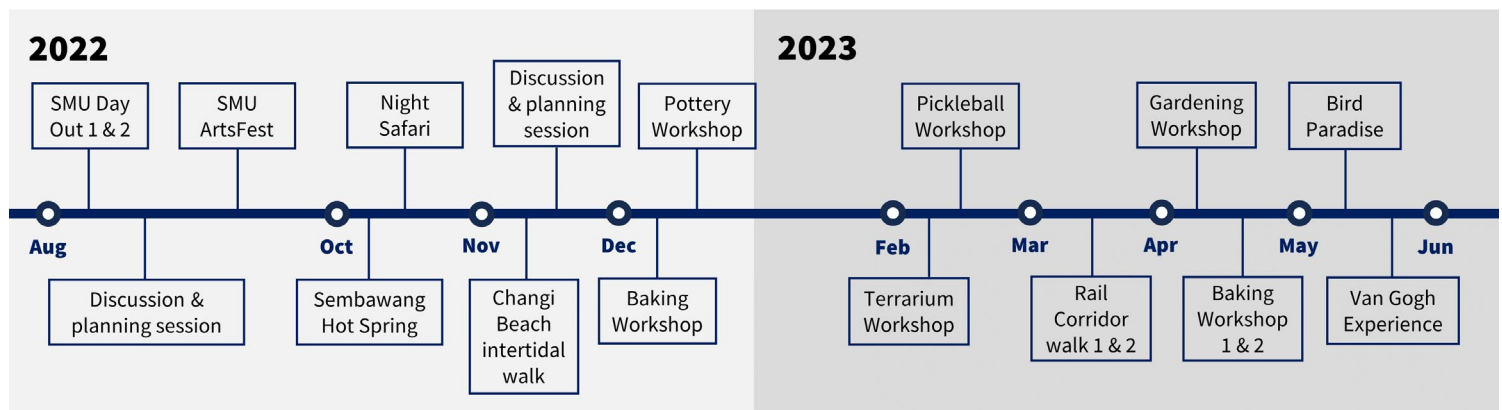 2022
2023
SMU Day
Out 1 & 2
SMU
ArtsFest
Night
Safari
Discussion
& planning
session
Pottery
Workshop
Pickleball
Workshop
Gardening
Workshop
Bird
Paradise
Aug
Oct
Nov
Dec
Feb
Mar
Apr
May
Jun
Discussion &
planning session
Sembawang
Hot Spring
Changi
Beach
intertidal
walk
Baking
Workshop
Terrarium
Workshop
Rail
Corridor
walk 1 & 2
Baking
Workshop
1 & 2
Van Gogh
Experience